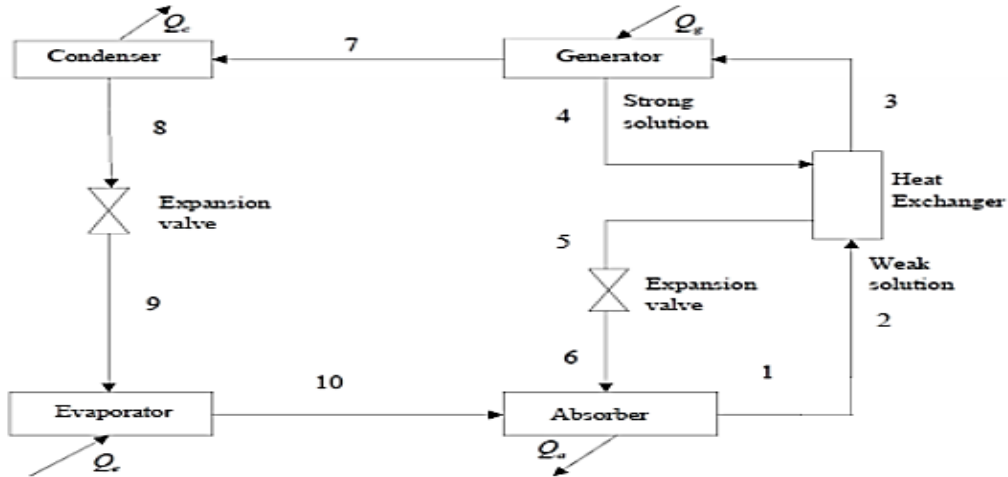 Qc
7
Qg
Condenser
Generator
3
8
4
Strong
solution
Heat
Exchanger
Expansion
valve
5
Weak
solution
2
9
Expansion
valve
6
10
1
Evaporator
Absorber
Qe
Qa